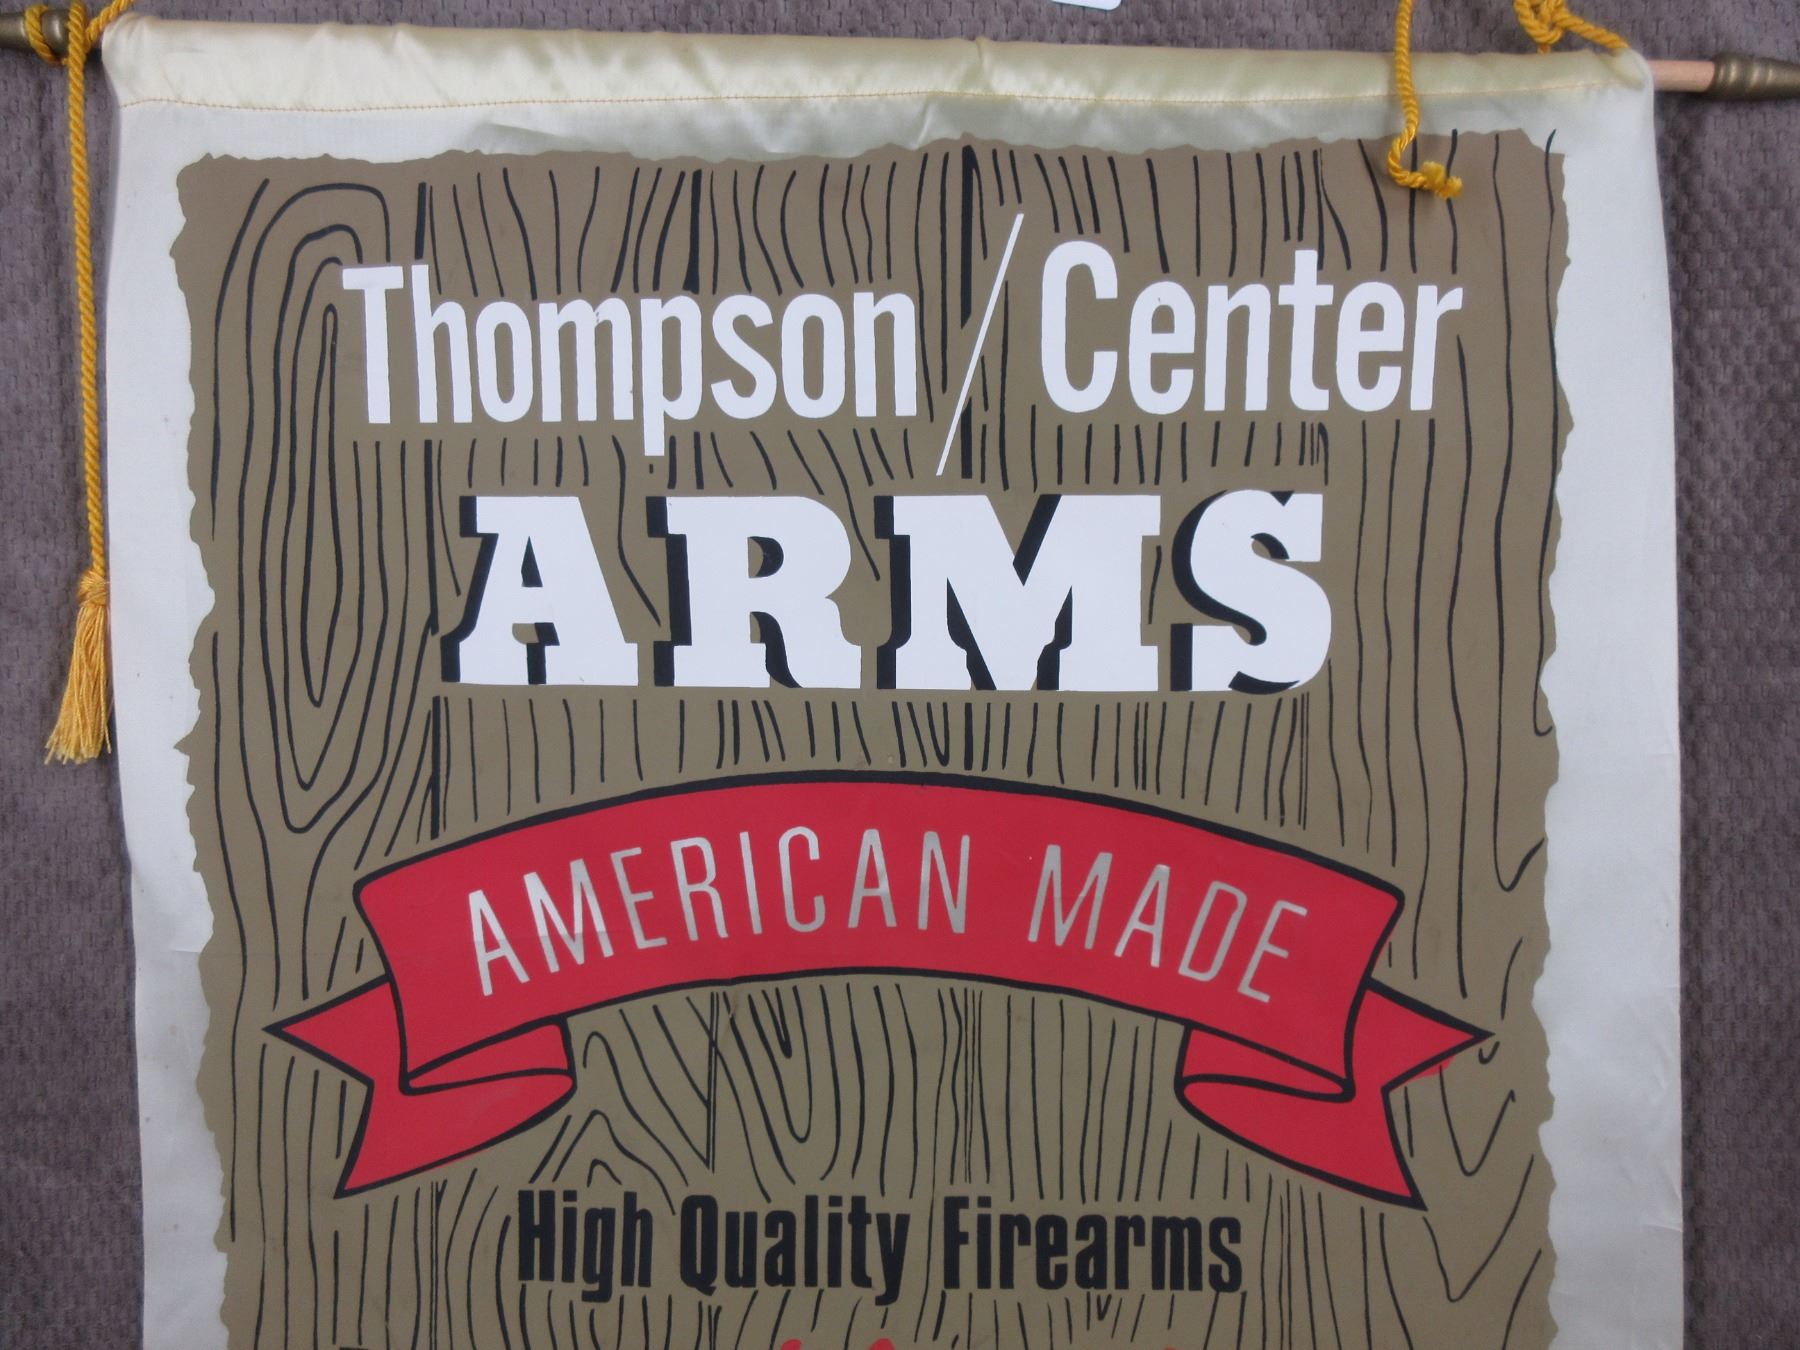 Thompson/Center
ARMS
AMERICAN MADE
High Quality Firearms